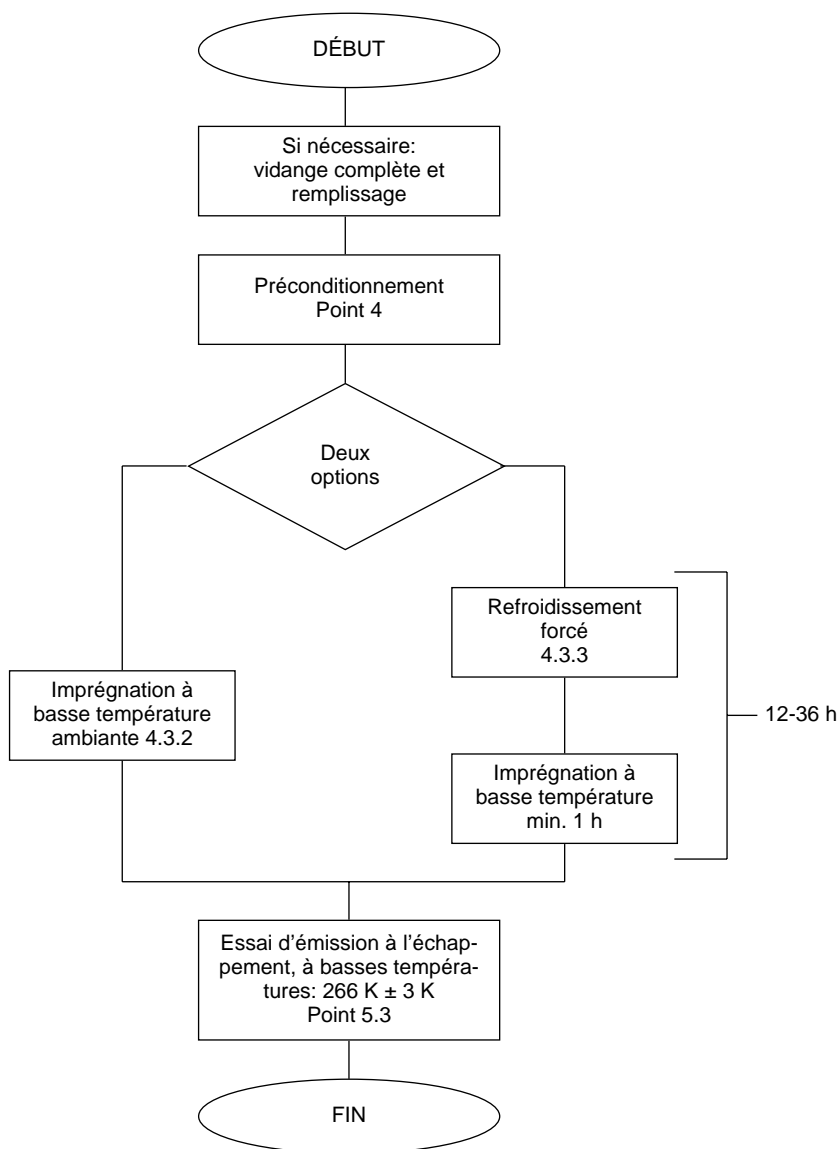 DÉBUT
Si nécessaire:
vidange complète et
remplissage
Préconditionnement
Point 4
Deux
options
Refroidissement
forcé
4.3.3
Imprégnation à
basse température
ambiante 4.3.2
12-36 h
Imprégnation à
basse température
min. 1 h
Essai d’émission à l’échap-
pement, à basses tempéra-
tures: 266 K ± 3 K
Point 5.3
FIN